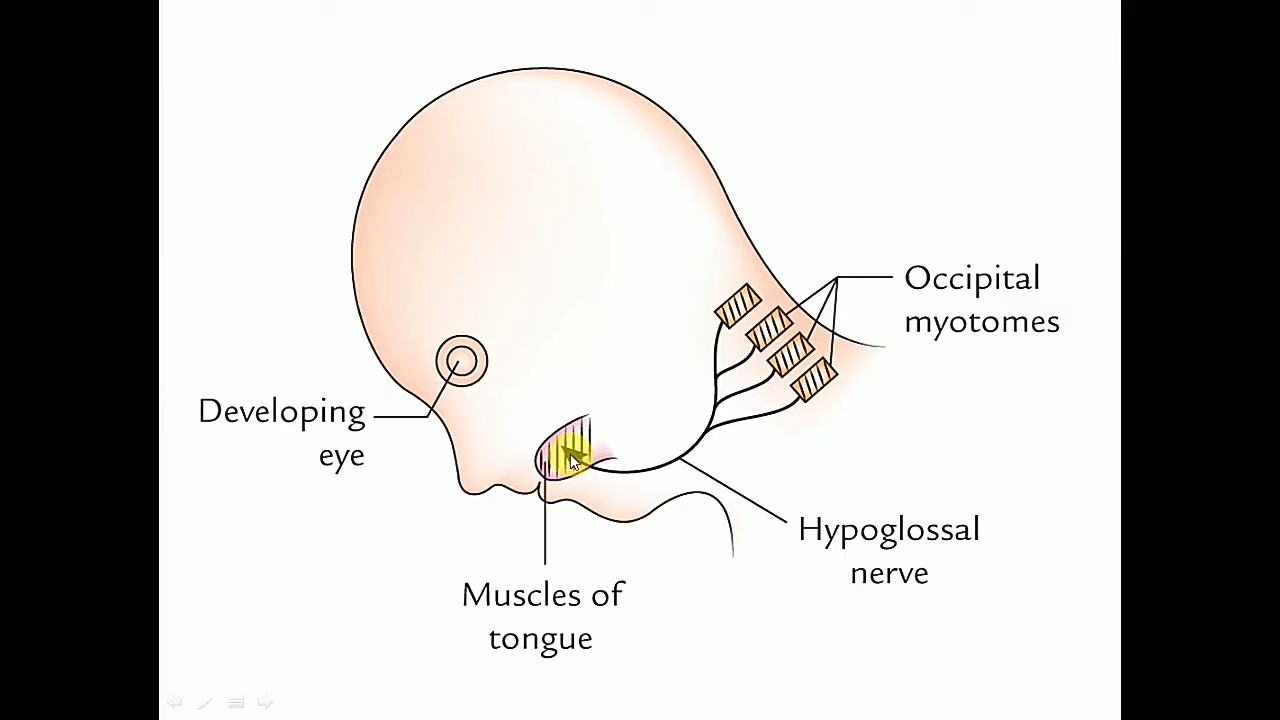 Occipital
myotomes
Developing
eye
Hypoglossal
nerve
Muscles of
tongue